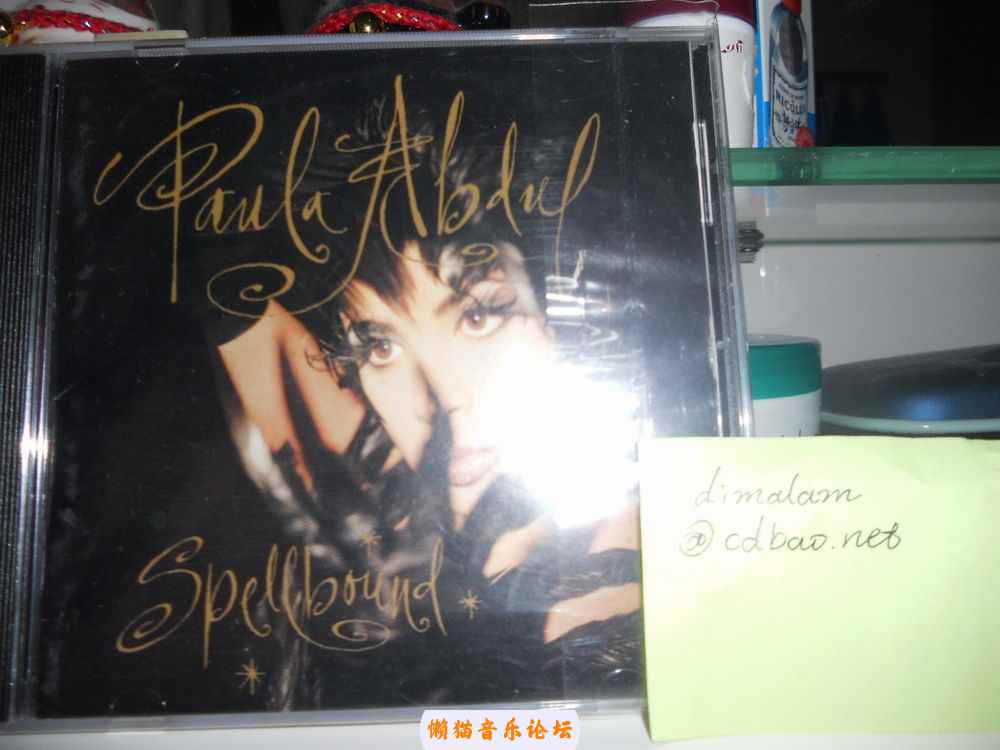 Paula Abdul
Spellbound
dimalam
@cdbao.net
懒猫音乐论坛